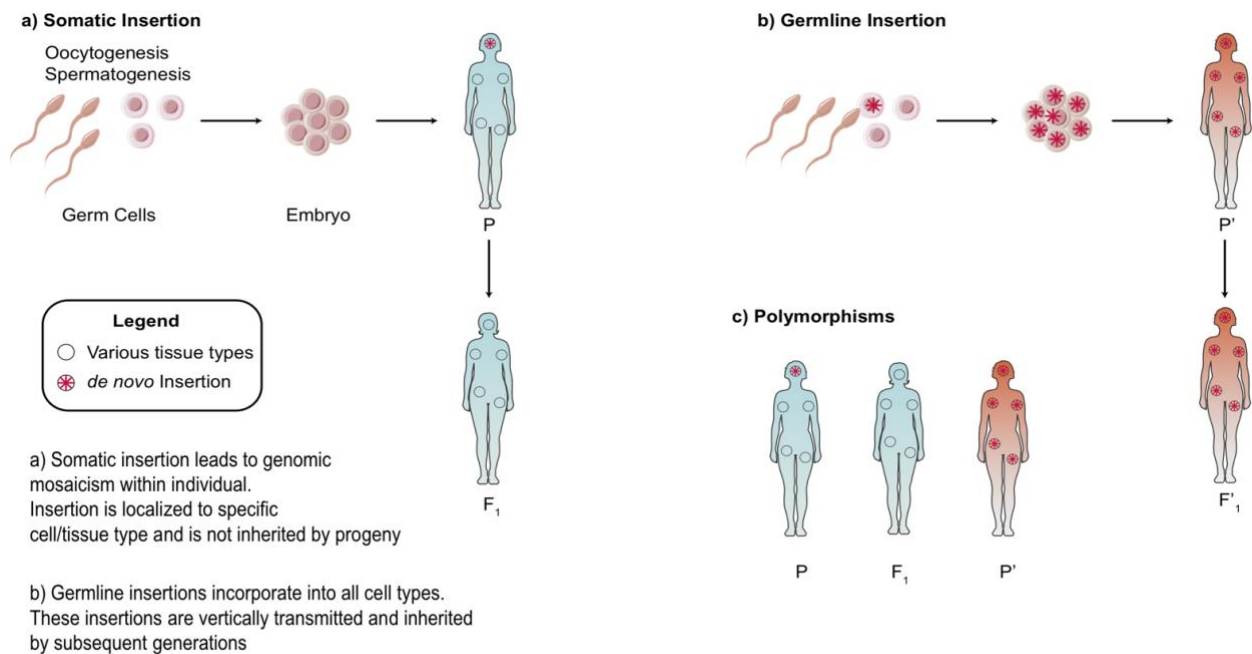 a) Somatic Insertion
Oocytogenesis
Spermatogenesis
Germ Cells
Embryo
P
F1
Legend
Various tissue types
de novo Insertion
a) Somatic insertion leads to genomic
mosaicism within individual.
Insertion is localized to specific
cell/tissue type and is not inherited by progeny
b) Germline insertions incorporate into all cell types.
These insertions are vertically transmitted and inherited
by subsequent generations
b) Germline Insertion
P'
F'1
c) Polymorphisms
P
F1
P'